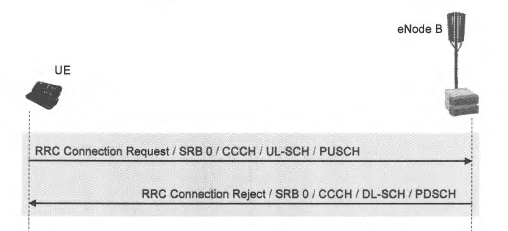 eNode B
UE
RRC Connection Request / SRB 0 / CCCH / UL-SCH / PUSCH
RRC Connection Reject / SRB 0 / CCCH / DL-SCH / PDSCH